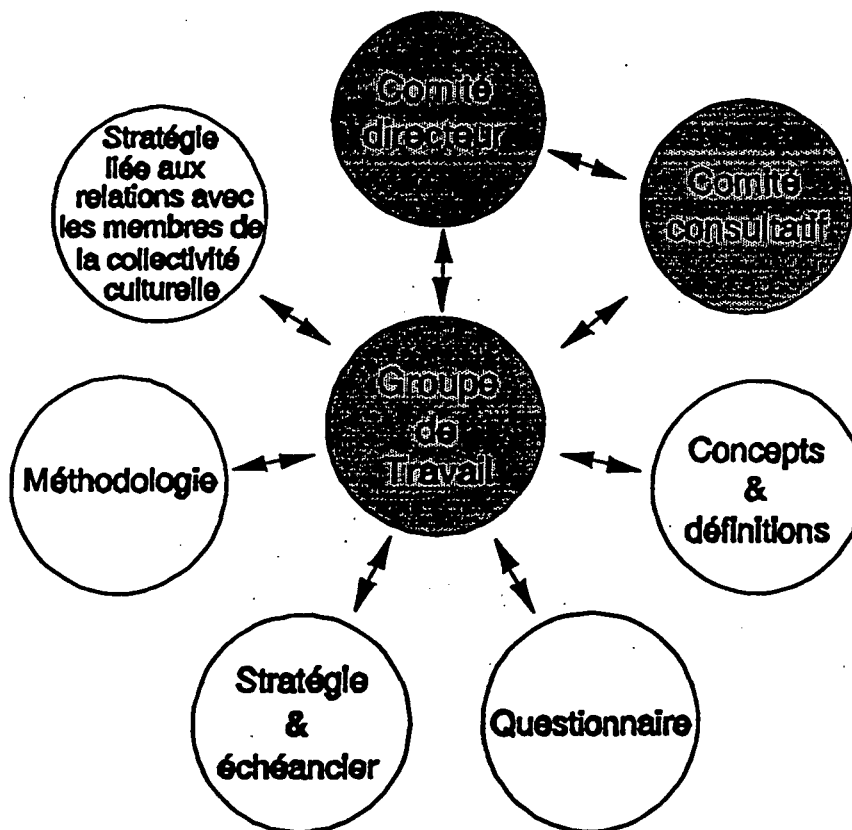 Comité
directeur
Stratégie
liée aux
relations avec
les membres de
la collectivité
culturelle
Comité
consultatif
Groupe
de
Travail
Méthodologie
Concepts
&
définitions
Stratégie
&
échéancier
Questionnaire